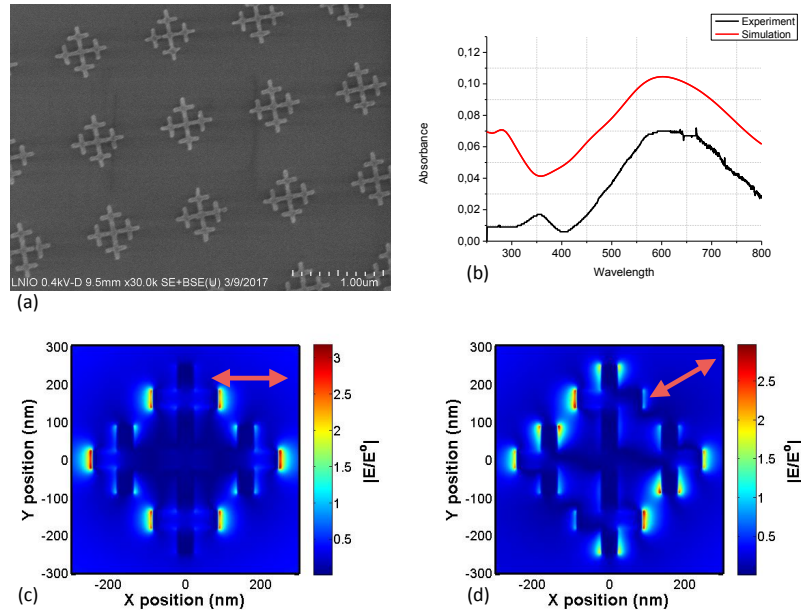 LNIO 0.4kV-D 9.5mm x30.0k SE+BSE(U) 3/9/2017
1.00um
(a)
Experiment
Simulation
0,12
0,10
0,08
0,06
0,04
0,02
0,00
Absorbance
300 400 500 600 700 800
Wavelength
(b)
300
200
100
0
-100
-200
-300
Y position (nm)
-200 0 200
X position (nm)
3
2.5
2
1.5
1
0.5
|E/E°|
(c)
300
200
100
0
-100
-200
-300
Y position (nm)
-200 0 200
X position (nm)
2.5
2
1.5
1
0.5
|E/E°|
(d)